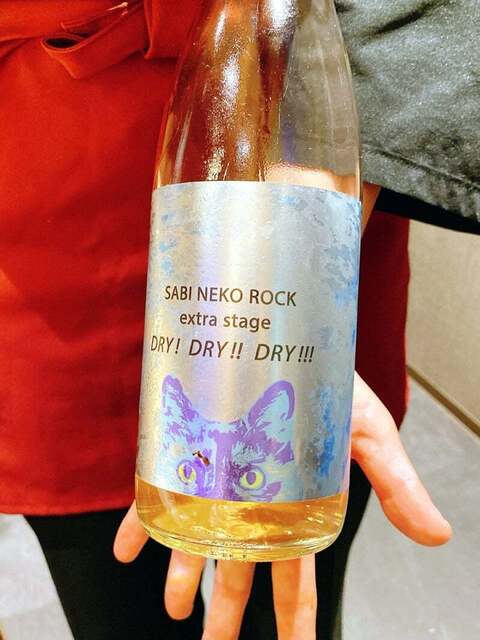 SABI NEKO ROCK
extra stage
DRY! DRY!! DRY!!!